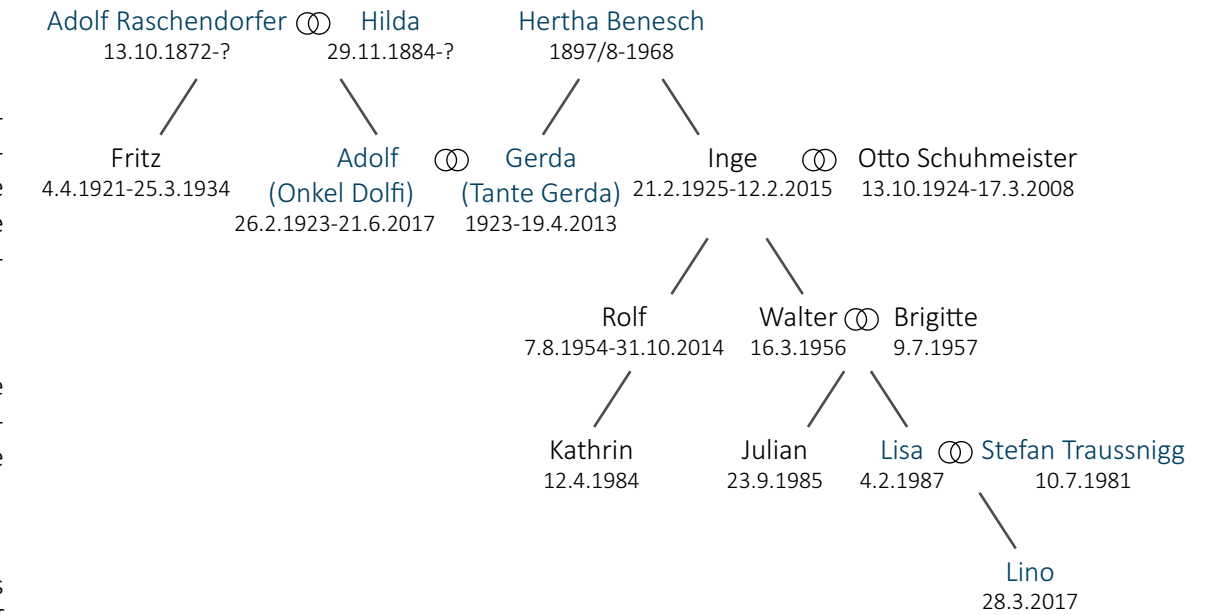 Adolf Raschendorfer Hilda Hertha Benesch
13.10.1872-? 29.11.1884-? 1897/8-1968
Fritz Adolf Gerda Inge Otto Schuhmeister
4.4.1921-25.3.1934 (Onkel Dolfi) (Tante Gerda) 21.2.1925-12.2.2015 13.10.1924-17.3.2008
26.2.1923-21.6.2017 1923-19.4.2013
Rolf Walter Brigitte
7.8.1954-31.10.2014 16.3.1956 9.7.1957
Kathrin Julian Lisa Stefan Traussnigg
12.4.1984 23.9.1985 4.2.1987 10.7.1981
Lino
28.3.2017